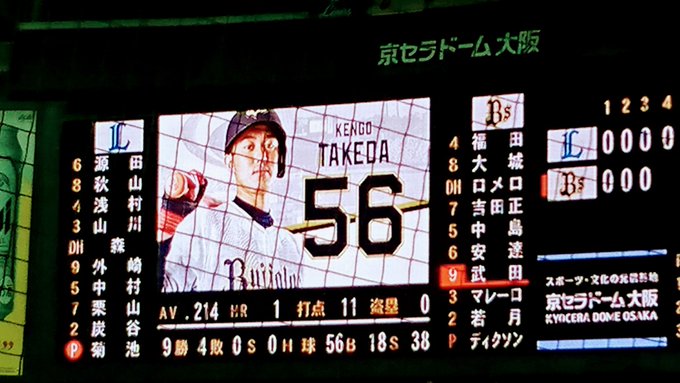 京セラドーム大阪
L
6 源田
8 秋山
4 浅村
3 山川
DH 森
9 外崎
5 中村
7 栗山
2 炭谷
P 菊池
KENGO
TAKEDA
56
Buffaloes
AV .214 HR 1 打点 11 盗塁 0
9勝 4敗 0S 0H 球 56B 18S 38
Bs
4 福田
8 大城
DH ロメロ
7 吉田正
5 中島
6 安達
9 武田
3 マレーロ
2 若月
P ディクソン
1 2 3 4
L 0 0 0 0
Bs 0 0 0
スポーツ・文化の発信基地
京セラドーム大阪
KYOCERA DOME OSAKA